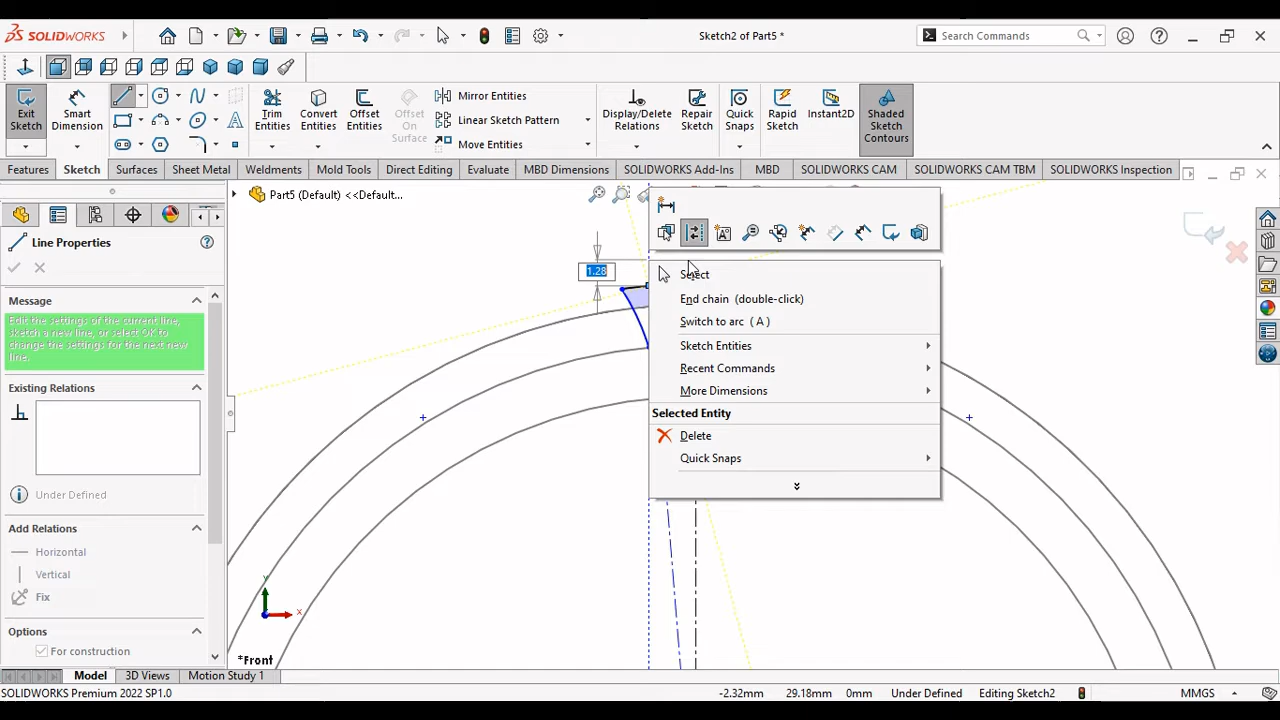 SOLIDWORKS
Sketch2 of Part5 *
Search Commands
Exit Sketch
Smart Dimension
Trim Entities
Convert Entities
Offset Entities
Offset On Surface
Mirror Entities
Linear Sketch Pattern
Move Entities
Display/Delete Relations
Repair Sketch
Quick Snaps
Rapid Sketch
Instant2D
Shaded Sketch Contours
Features
Sketch
Surfaces
Sheet Metal
Weldments
Mold Tools
Direct Editing
Evaluate
MBD Dimensions
SOLIDWORKS Add-Ins
MBD
SOLIDWORKS CAM
SOLIDWORKS CAM TBM
SOLIDWORKS Inspection
Part5 (Default) <<Default...
Line Properties
Message
Edit the settings of the current line,
sketch a new line, or select OK to
change the settings for the next new
line.
Existing Relations
Under Defined
Add Relations
Horizontal
Vertical
Fix
Options
For construction
1.28
Select
End chain (double-click)
Switch to arc ( A )
Sketch Entities
Recent Commands
More Dimensions
Selected Entity
Delete
Quick Snaps
Y
X
*Front
Model
3D Views
Motion Study 1
SOLIDWORKS Premium 2022 SP1.0
-2.32mm
29.18mm
0mm
Under Defined
Editing Sketch2
MMGS